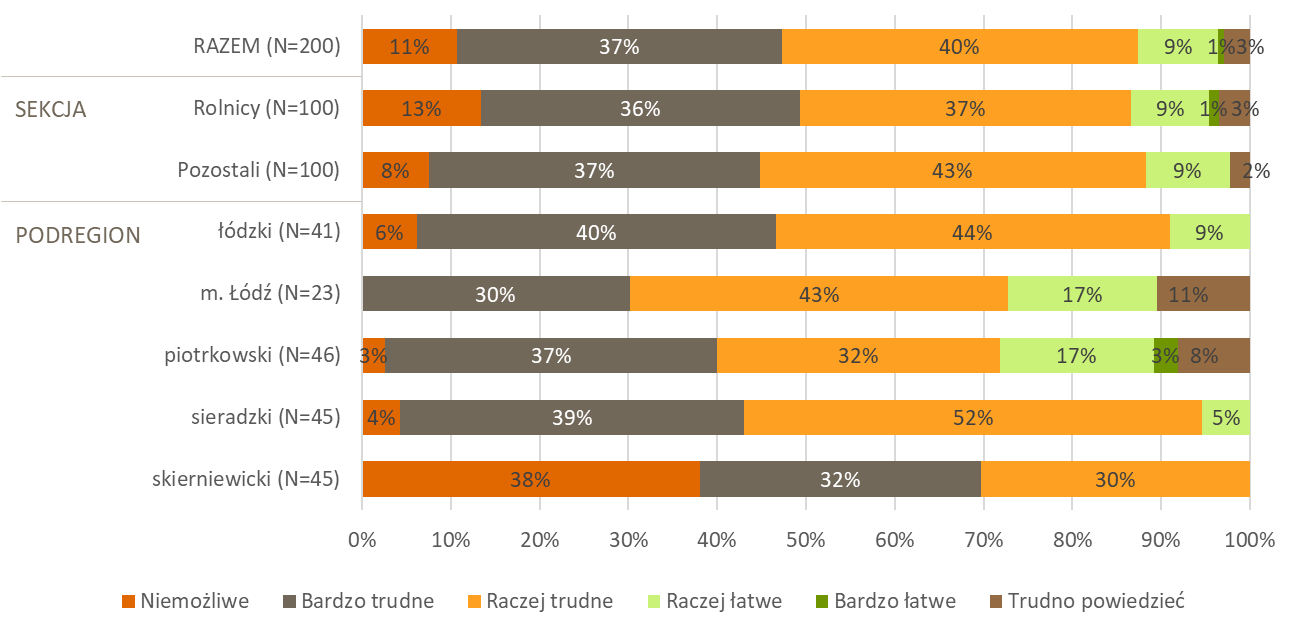 RAZEM (N=200) 11% 37% 40% 9% 1% 3%
SEKCJA Rolnicy (N=100) 13% 36% 37% 9% 1% 3%
Pozostali (N=100) 8% 37% 43% 9% 2%
PODREGION łódzki (N=41) 6% 40% 44% 9%
m. Łódź (N=23) 30% 43% 17% 11%
piotrkowski (N=46) 3% 37% 32% 17% 3% 8%
sieradzki (N=45) 4% 39% 52% 5%
skierniewicki (N=45) 38% 32% 30%
0% 10% 20% 30% 40% 50% 60% 70% 80% 90% 100%
Niemożliwe Bardzo trudne Raczej trudne Raczej łatwe Bardzo łatwe Trudno powiedzieć